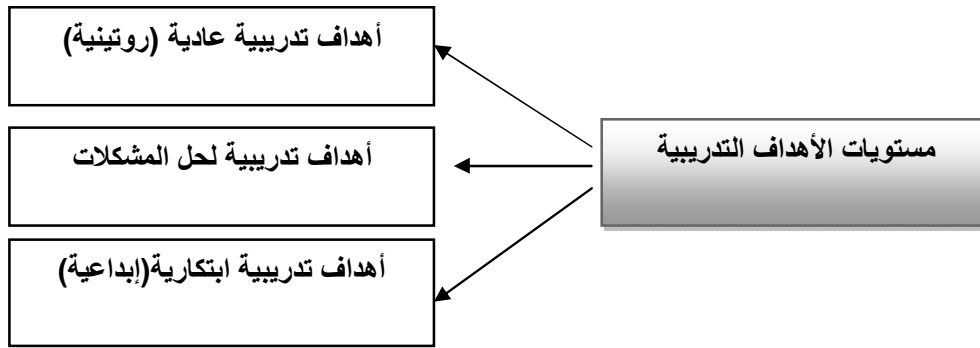 مستويات الأهداف التدريبية
أهداف تدريبية عادية (روتينية)
أهداف تدريبية لحل المشكلات
أهداف تدريبية ابتكارية(إبداعية)